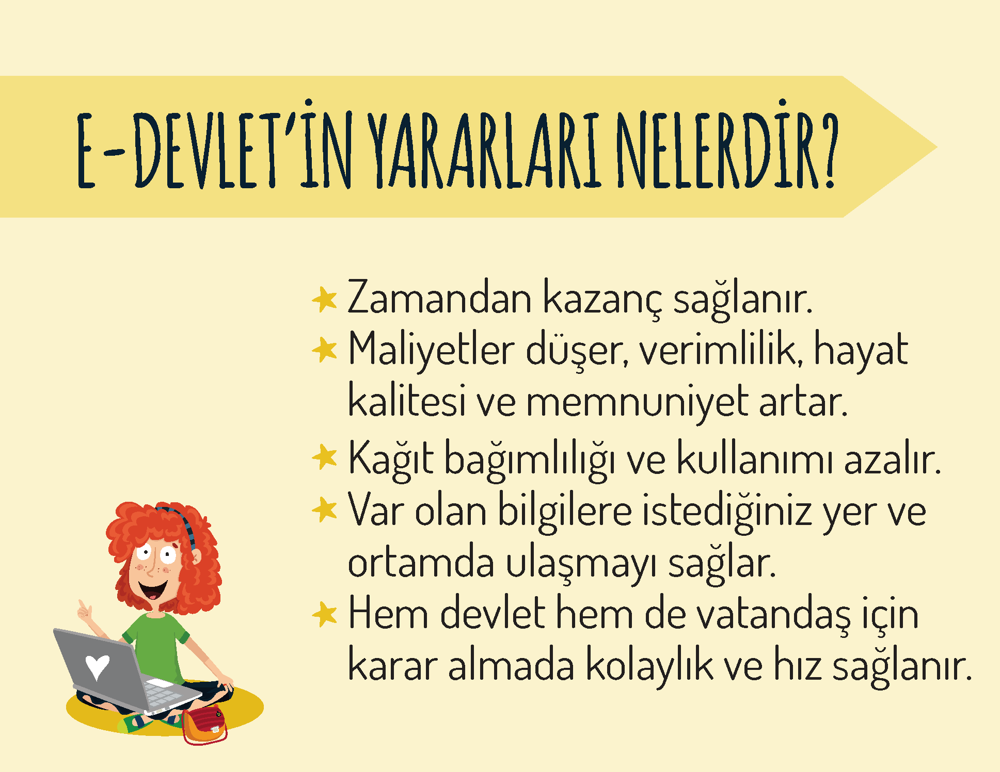 E-DEVLET’İN YARARLARI NELERDİR?
Zamandan kazanç sağlanır.
Maliyetler düşer, verimlilik, hayat
kalitesi ve memnuniyet artar.
Kağıt bağımlılığı ve kullanımı azalır.
Var olan bilgilere istediğiniz yer ve
ortamda ulaşmayı sağlar.
Hem devlet hem de vatandaş için
karar almada kolaylık ve hız sağlanır.